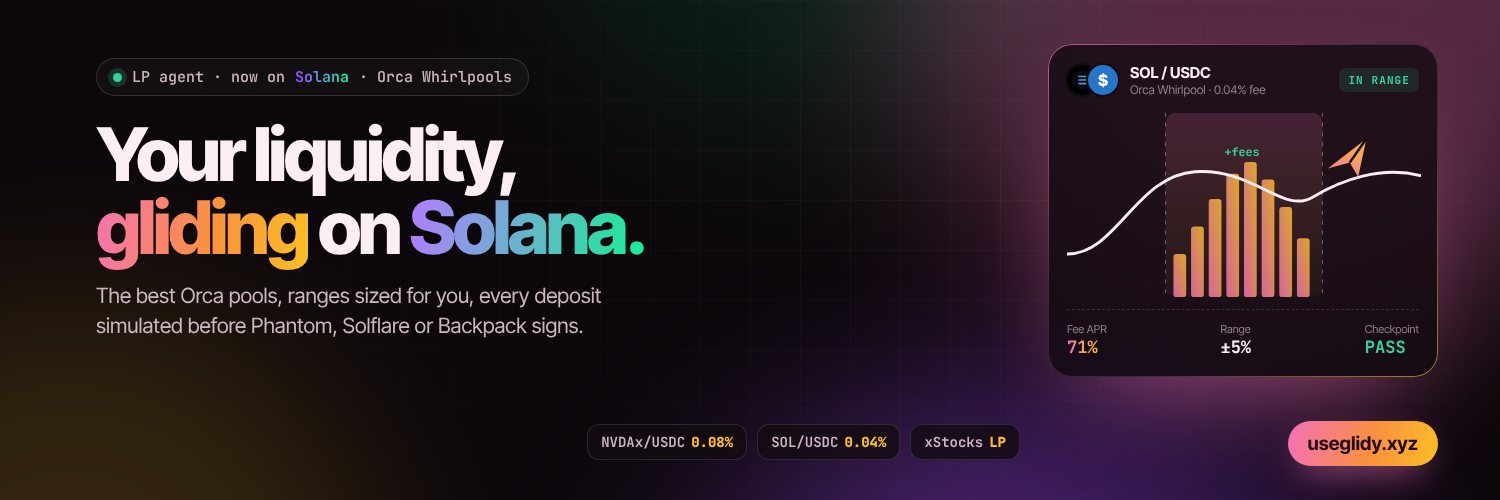 LP agent · now on Solana · Orca Whirlpools
Your liquidity,
gliding on Solana.
The best Orca pools, ranges sized for you, every deposit
simulated before Phantom, Solflare or Backpack signs.
$
SOL / USDC
Orca Whirlpool · 0.04% fee
IN RANGE
+fees
Fee APR
71%
Range
±5%
Checkpoint
PASS
NVDAx/USDC 0.08%
SOL/USDC 0.04%
xStocks LP
useglidy.xyz